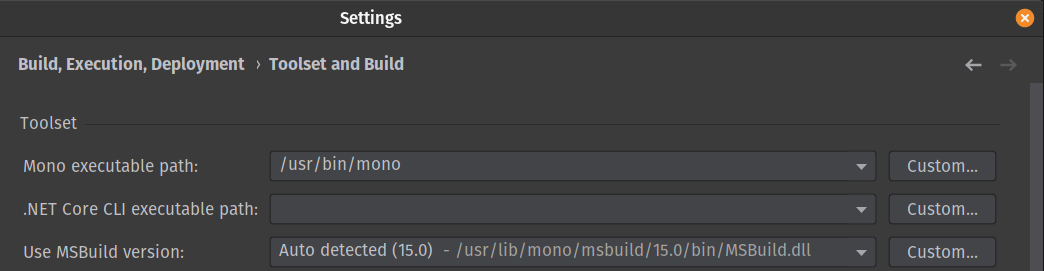 Settings
Build, Execution, Deployment › Toolset and Build
Toolset
Mono executable path: /usr/bin/mono Custom...
.NET Core CLI executable path: Custom...
Use MSBuild version: Auto detected (15.0) - /usr/lib/mono/msbuild/15.0/bin/MSBuild.dll Custom...